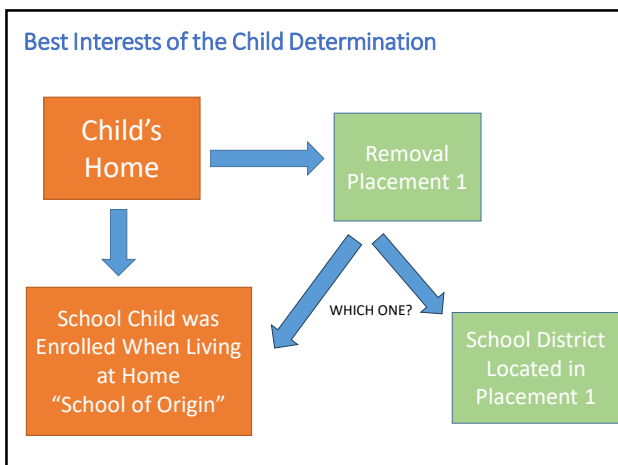 Best Interests of the Child Determination
Child’s
Home
Removal
Placement 1
School Child was
Enrolled When Living
at Home
“School of Origin”
WHICH ONE?
School District
Located in
Placement 1